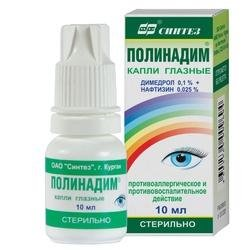 ОАО "Синтез", г. Курган
ПОЛИНАДИМ®
КАПЛИ ГЛАЗНЫЕ
10 мл
СТЕРИЛЬНО
СИНТЕЗ
ПОЛИНАДИМ®
КАПЛИ ГЛАЗНЫЕ
ДИМЕДРОЛ 0,1% +
НАФТИЗИН 0,025%
противоаллергическое и
противовоспалительное
действие
10 мл
СТЕРИЛЬНО